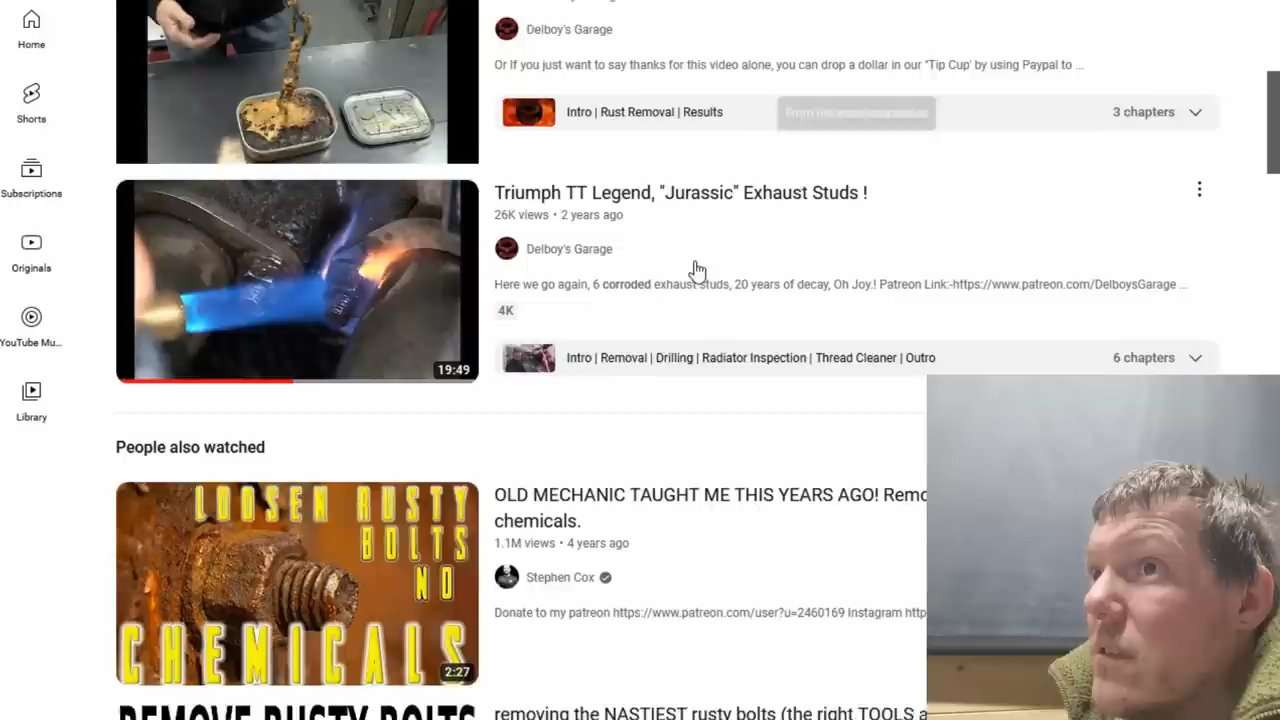 Home
Shorts
Subscriptions
Originals
YouTube Mu...
Library
Delboy's Garage
Or If you just want to say thanks for this video alone, you can drop a dollar in our "Tip Cup' by using Paypal to ...
Intro | Rust Removal | Results
3 chapters
Triumph TT Legend, "Jurassic" Exhaust Studs !
26K views • 2 years ago
Delboy's Garage
Here we go again, 6 corroded exhaust studs, 20 years of decay, Oh Joy.! Patreon Link:-https://www.patreon.com/DelboysGarage ...
4K
Intro | Removal | Drilling | Radiator Inspection | Thread Cleaner | Outro
6 chapters
19:49
People also watched
LOOSEN RUSTY
BOLTS
NO
CHEMICALS
2:27
OLD MECHANIC TAUGHT ME THIS YEARS AGO! Remo
chemicals.
1.1M views • 4 years ago
Stephen Cox
Donate to my patreon https://www.patreon.com/user?u=2460169 Instagram http
REMOVE RUSTY BOLTS
removing the NASTIEST rusty bolts (the right TOOLS a